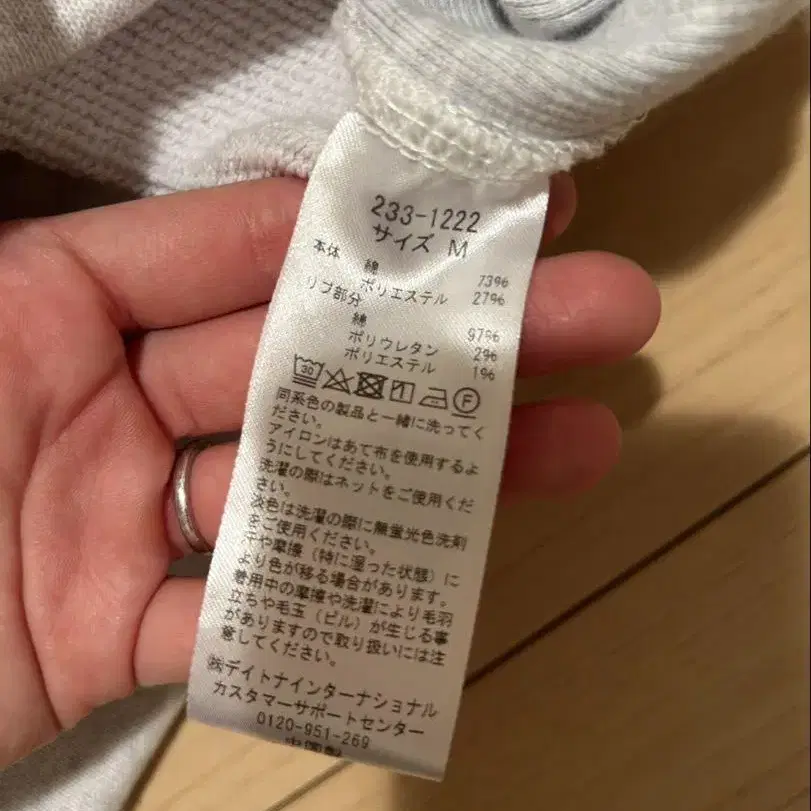 233-1222
サイズ M
本体
綿 73%
ポリエステル 27%
リブ部分
綿 97%
ポリウレタン 2%
ポリエステル 1%
30 1 F
同系色の製品と一緒に洗ってく
ださい。
アイロンはあて布を使用するよ
うにしてください。
洗濯の際はネットをご使用くだ
さい。
淡色は洗濯の際に無蛍光色洗剤
をご使用ください。
汗や摩擦(特に湿った状態)に
より色が移る場合があります。
着用中の摩擦や洗濯により毛羽
立ちや毛玉(ピル)が生じる事
がありますので取り扱いには注
意してください。
㈱デイトナインターナショナル
カスタマーサポートセンター
0120-951-269
中国製